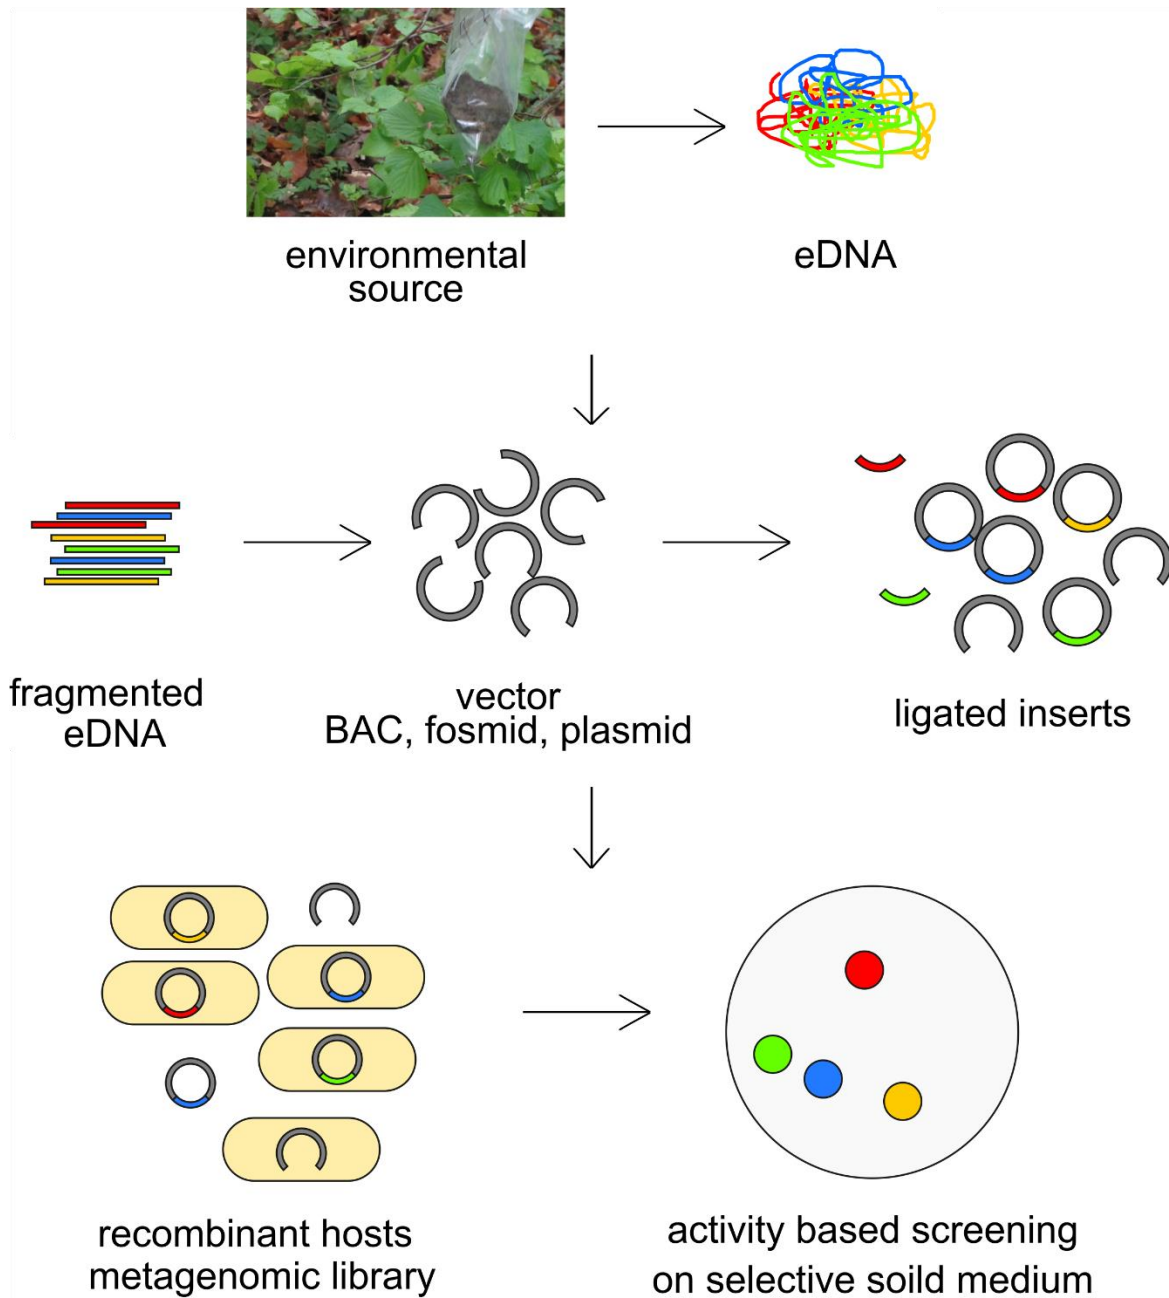 environmental
source
eDNA
fragmented
eDNA
vector
BAC, fosmid, plasmid
ligated inserts
recombinant hosts
metagenomic library
activity based screening
on selective soild medium